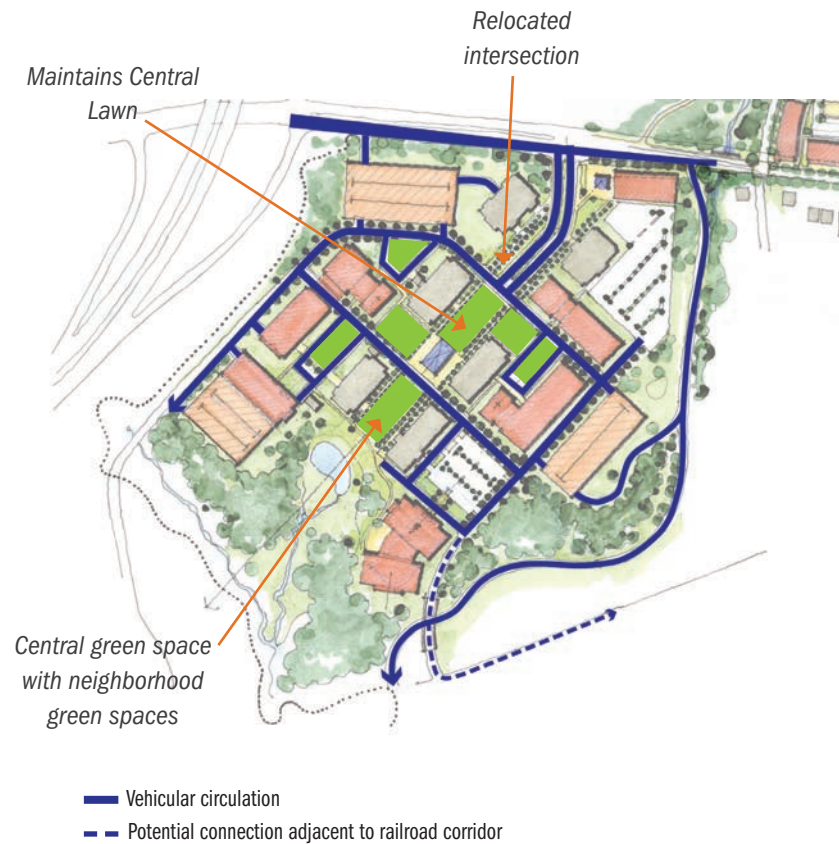 Relocated
intersection
Maintains Central
Lawn
Central green space
with neighborhood
green spaces
Vehicular circulation
Potential connection adjacent to railroad corridor